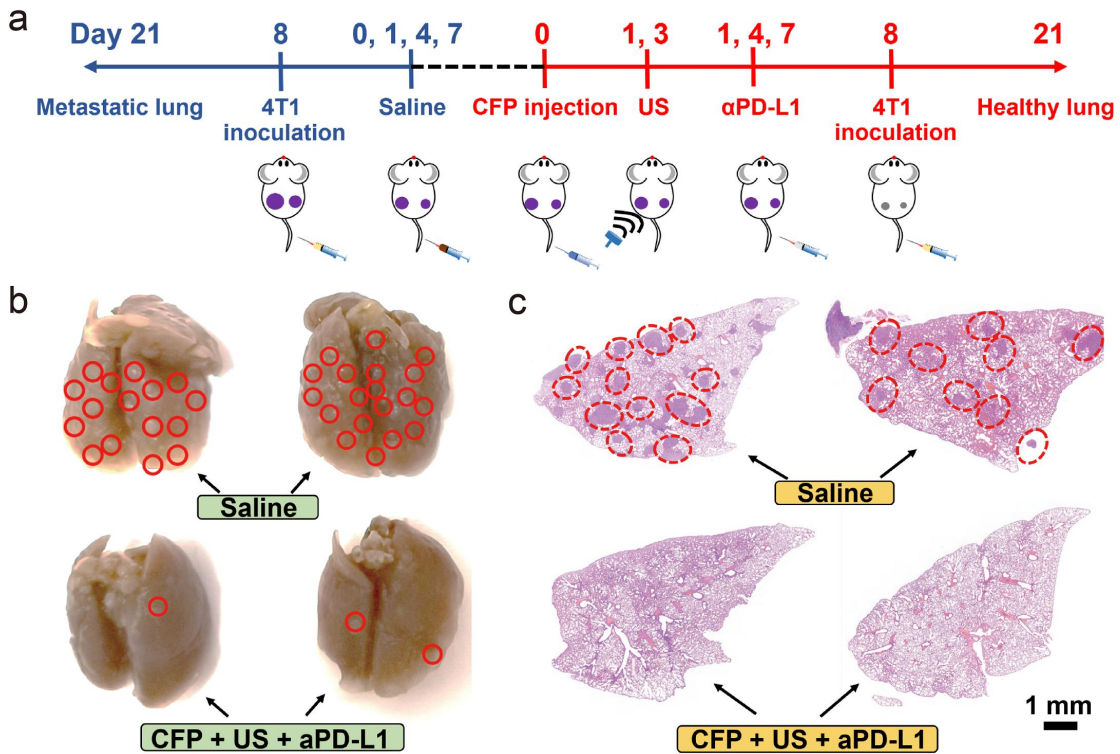 a
Day 21 8 0, 1, 4, 7 0 1, 3 1, 4, 7 8 21
Metastatic lung 4T1 Saline CFP injection US αPD-L1 4T1 Healthy lung
inoculation inoculation
b
c
Saline
Saline
CFP + US + aPD-L1
CFP + US + aPD-L1
1 mm